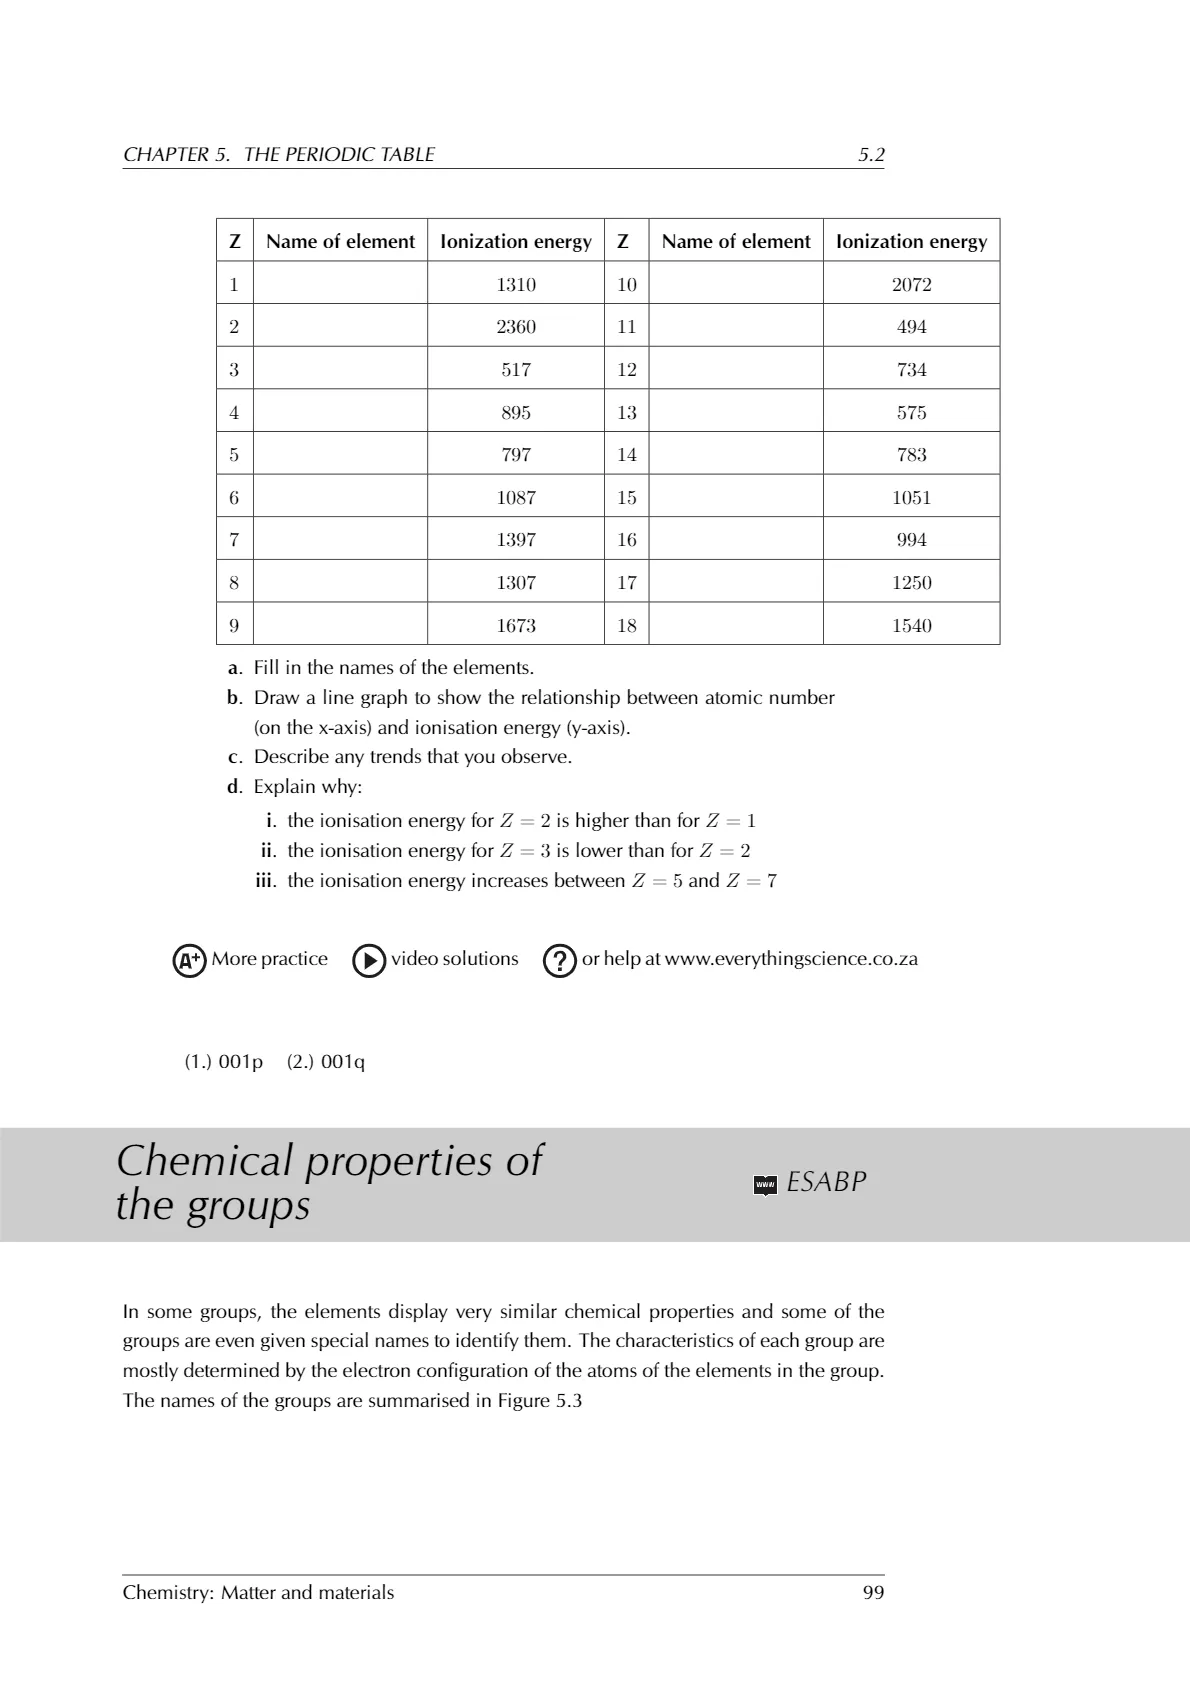 CHAPTER 5. THE PERIODIC TABLE 5.2
Z Name of element Ionization energy Z Name of element Ionization energy
1 1310 10 2072
2 2360 11 494
3 517 12 734
4 895 13 575
5 797 14 783
6 1087 15 1051
7 1397 16 994
8 1307 17 1250
9 1673 18 1540
a. Fill in the names of the elements.
b. Draw a line graph to show the relationship between atomic number
(on the x-axis) and ionisation energy (y-axis).
c. Describe any trends that you observe.
d. Explain why:
i. the ionisation energy for Z = 2 is higher than for Z = 1
ii. the ionisation energy for Z = 3 is lower than for Z = 2
iii. the ionisation energy increases between Z = 5 and Z = 7
A+ More practice video solutions ? or help at www.everythingscience.co.za
(1.) 001p (2.) 001q
Chemical properties of
the groups
www ESABP
In some groups, the elements display very similar chemical properties and some of the
groups are even given special names to identify them. The characteristics of each group are
mostly determined by the electron configuration of the atoms of the elements in the group.
The names of the groups are summarised in Figure 5.3
Chemistry: Matter and materials 99